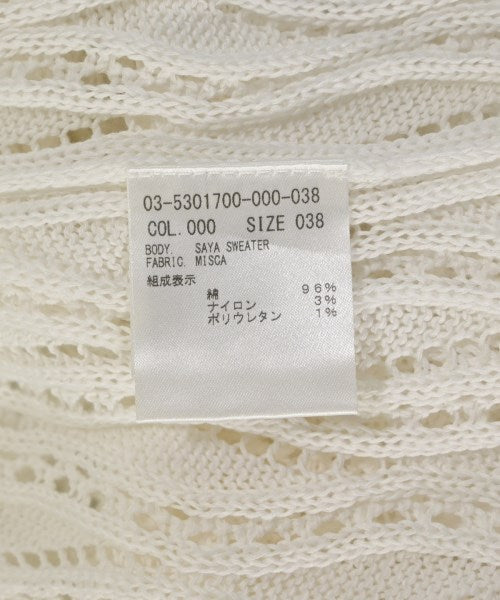 03-5301700-000-038
COL.000 SIZE 038
BODY. SAYA SWEATER
FABRIC. MISCA
組成表示
綿 96%
ナイロン 3%
ポリウレタン 1%